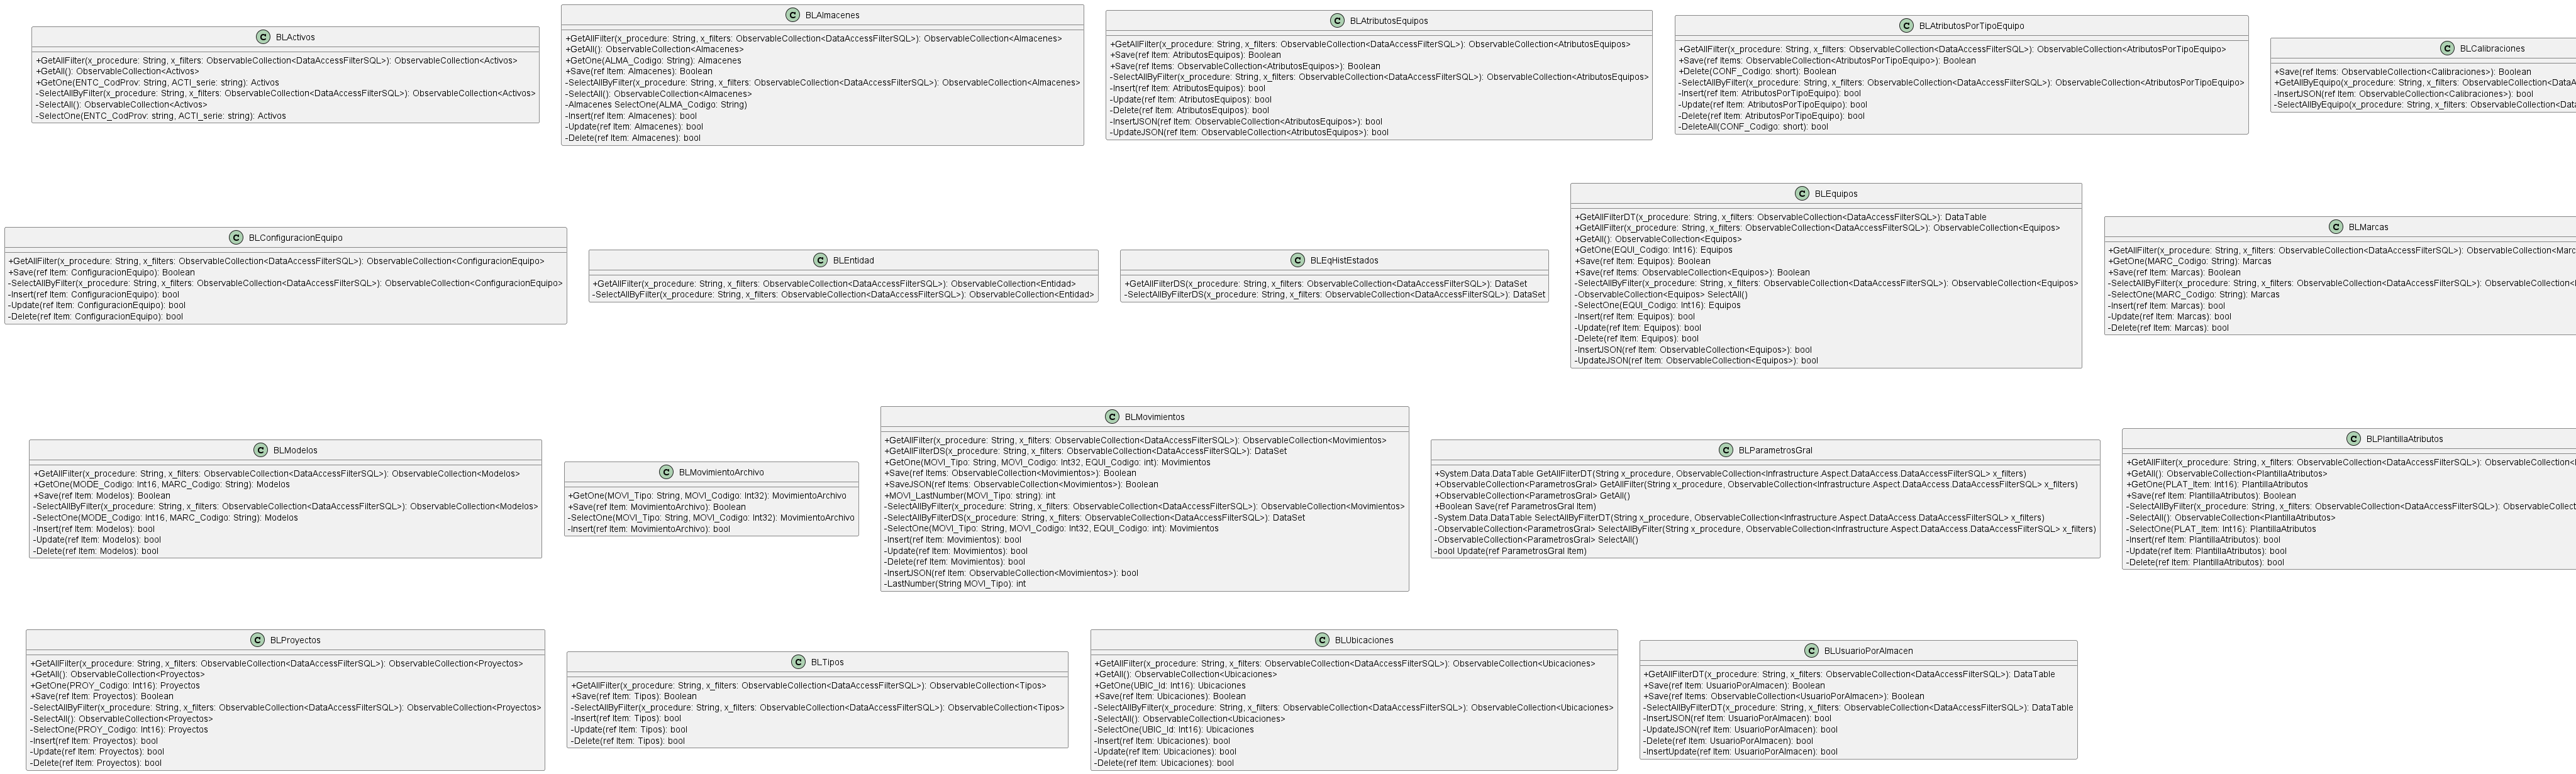 BLActivos
+GetAllFilter(x_procedure: String, x_filters: ObservableCollection<DataAccessFilterSQL>): ObservableCollection<Activos>
+GetAll(): ObservableCollection<Activos>
+GetOne(ENTC_CodProv: String, ACTI_serie: string): Activos
-SelectAllByFilter(x_procedure: String, x_filters: ObservableCollection<DataAccessFilterSQL>): ObservableCollection<Activos>
-SelectAll(): ObservableCollection<Activos>
-SelectOne(ENTC_CodProv: string, ACTI_serie: string): Activos
BLAlmacenes
+GetAllFilter(x_procedure: String, x_filters: ObservableCollection<DataAccessFilterSQL>): ObservableCollection<Almacenes>
+GetAll(): ObservableCollection<Almacenes>
+GetOne(ALMA_Codigo: String): Almacenes
+Save(ref Item: Almacenes): Boolean
-SelectAllByFilter(x_procedure: String, x_filters: ObservableCollection<DataAccessFilterSQL>): ObservableCollection<Almacenes>
-SelectAll(): ObservableCollection<Almacenes>
-Almacenes SelectOne(ALMA_Codigo: String)
-Insert(ref Item: Almacenes): bool
-Update(ref Item: Almacenes): bool
-Delete(ref Item: Almacenes): bool
BLAtributosEquipos
+GetAllFilter(x_procedure: String, x_filters: ObservableCollection<DataAccessFilterSQL>): ObservableCollection<AtributosEquipos>
+Save(ref Item: AtributosEquipos): Boolean
+Save(ref Items: ObservableCollection<AtributosEquipos>): Boolean
-SelectAllByFilter(x_procedure: String, x_filters: ObservableCollection<DataAccessFilterSQL>): ObservableCollection<AtributosEquipos>
-Insert(ref Item: AtributosEquipos): bool
-Update(ref Item: AtributosEquipos): bool
-Delete(ref Item: AtributosEquipos): bool
-InsertJSON(ref Item: ObservableCollection<AtributosEquipos>): bool
-UpdateJSON(ref Item: ObservableCollection<AtributosEquipos>): bool
BLAtributosPorTipoEquipo
+GetAllFilter(x_procedure: String, x_filters: ObservableCollection<DataAccessFilterSQL>): ObservableCollection<AtributosPorTipoEquipo>
+Save(ref Items: ObservableCollection<AtributosPorTipoEquipo>): Boolean
+Delete(CONF_Codigo: short): Boolean
-SelectAllByFilter(x_procedure: String, x_filters: ObservableCollection<DataAccessFilterSQL>): ObservableCollection<AtributosPorTipoEquipo>
-Insert(ref Item: AtributosPorTipoEquipo): bool
-Update(ref Item: AtributosPorTipoEquipo): bool
-Delete(ref Item: AtributosPorTipoEquipo): bool
-DeleteAll(CONF_Codigo: short): bool
BLCalibraciones
+Save(ref Items: ObservableCollection<Calibraciones>): Boolean
+GetAllByEquipo(x_procedure: String, x_filters: ObservableCollection<DataA
-InsertJSON(ref Item: ObservableCollection<Calibraciones>): bool
-SelectAllByEquipo(x_procedure: String, x_filters: ObservableCollection<Dat
BLConfiguracionEquipo
+GetAllFilter(x_procedure: String, x_filters: ObservableCollection<DataAccessFilterSQL>): ObservableCollection<ConfiguracionEquipo>
+Save(ref Item: ConfiguracionEquipo): Boolean
-SelectAllByFilter(x_procedure: String, x_filters: ObservableCollection<DataAccessFilterSQL>): ObservableCollection<ConfiguracionEquipo>
-Insert(ref Item: ConfiguracionEquipo): bool
-Update(ref Item: ConfiguracionEquipo): bool
-Delete(ref Item: ConfiguracionEquipo): bool
BLEntidad
+GetAllFilter(x_procedure: String, x_filters: ObservableCollection<DataAccessFilterSQL>): ObservableCollection<Entidad>
-SelectAllByFilter(x_procedure: String, x_filters: ObservableCollection<DataAccessFilterSQL>): ObservableCollection<Entidad>
BLEqHistEstados
+GetAllFilterDS(x_procedure: String, x_filters: ObservableCollection<DataAccessFilterSQL>): DataSet
-SelectAllByFilterDS(x_procedure: String, x_filters: ObservableCollection<DataAccessFilterSQL>): DataSet
BLEquipos
+GetAllFilterDT(x_procedure: String, x_filters: ObservableCollection<DataAccessFilterSQL>): DataTable
+GetAllFilter(x_procedure: String, x_filters: ObservableCollection<DataAccessFilterSQL>): ObservableCollection<Equipos>
+GetAll(): ObservableCollection<Equipos>
+GetOne(EQUI_Codigo: Int16): Equipos
+Save(ref Item: Equipos): Boolean
+Save(ref Items: ObservableCollection<Equipos>): Boolean
-SelectAllByFilter(x_procedure: String, x_filters: ObservableCollection<DataAccessFilterSQL>): ObservableCollection<Equipos>
-ObservableCollection<Equipos> SelectAll()
-SelectOne(EQUI_Codigo: Int16): Equipos
-Insert(ref Item: Equipos): bool
-Update(ref Item: Equipos): bool
-Delete(ref Item: Equipos): bool
-InsertJSON(ref Item: ObservableCollection<Equipos>): bool
-UpdateJSON(ref Item: ObservableCollection<Equipos>): bool
BLMarcas
+GetAllFilter(x_procedure: String, x_filters: ObservableCollection<DataAccessFilterSQL>): ObservableCollection<Marc
+GetOne(MARC_Codigo: String): Marcas
+Save(ref Item: Marcas): Boolean
-SelectAllByFilter(x_procedure: String, x_filters: ObservableCollection<DataAccessFilterSQL>): ObservableCollection<
-SelectOne(MARC_Codigo: String): Marcas
-Insert(ref Item: Marcas): bool
-Update(ref Item: Marcas): bool
-Delete(ref Item: Marcas): bool
BLModelos
+GetAllFilter(x_procedure: String, x_filters: ObservableCollection<DataAccessFilterSQL>): ObservableCollection<Modelos>
+GetOne(MODE_Codigo: Int16, MARC_Codigo: String): Modelos
+Save(ref Item: Modelos): Boolean
-SelectAllByFilter(x_procedure: String, x_filters: ObservableCollection<DataAccessFilterSQL>): ObservableCollection<Modelos>
-SelectOne(MODE_Codigo: Int16, MARC_Codigo: String): Modelos
-Insert(ref Item: Modelos): bool
-Update(ref Item: Modelos): bool
-Delete(ref Item: Modelos): bool
BLMovimientoArchivo
+GetOne(MOVI_Tipo: String, MOVI_Codigo: Int32): MovimientoArchivo
+Save(ref Item: MovimientoArchivo): Boolean
-SelectOne(MOVI_Tipo: String, MOVI_Codigo: Int32): MovimientoArchivo
-Insert(ref Item: MovimientoArchivo): bool
BLMovimientos
+GetAllFilter(x_procedure: String, x_filters: ObservableCollection<DataAccessFilterSQL>): ObservableCollection<Movimientos>
+GetAllFilterDS(x_procedure: String, x_filters: ObservableCollection<DataAccessFilterSQL>): DataSet
+GetOne(MOVI_Tipo: String, MOVI_Codigo: Int32, EQUI_Codigo: int): Movimientos
+Save(ref Items: ObservableCollection<Movimientos>): Boolean
+SaveJSON(ref Items: ObservableCollection<Movimientos>): Boolean
+MOVI_LastNumber(MOVI_Tipo: string): int
-SelectAllByFilter(x_procedure: String, x_filters: ObservableCollection<DataAccessFilterSQL>): ObservableCollection<Movimientos>
-SelectAllByFilterDS(x_procedure: String, x_filters: ObservableCollection<DataAccessFilterSQL>): DataSet
-SelectOne(MOVI_Tipo: String, MOVI_Codigo: Int32, EQUI_Codigo: int): Movimientos
-Insert(ref Item: Movimientos): bool
-Update(ref Item: Movimientos): bool
-Delete(ref Item: Movimientos): bool
-InsertJSON(ref Item: ObservableCollection<Movimientos>): bool
-LastNumber(String MOVI_Tipo): int
BLParametrosGral
+System.Data.DataTable GetAllFilterDT(String x_procedure, ObservableCollection<Infrastructure.Aspect.DataAccess.DataAccessFilterSQL> x_filters)
+ObservableCollection<ParametrosGral> GetAllFilter(String x_procedure, ObservableCollection<Infrastructure.Aspect.DataAccess.DataAccessFilterSQL> x_filters)
+ObservableCollection<ParametrosGral> GetAll()
+Boolean Save(ref ParametrosGral Item)
-System.Data.DataTable SelectAllByFilterDT(String x_procedure, ObservableCollection<Infrastructure.Aspect.DataAccess.DataAccessFilterSQL> x_filters)
-ObservableCollection<ParametrosGral> SelectAllByFilter(String x_procedure, ObservableCollection<Infrastructure.Aspect.DataAccess.DataAccessFilterSQL> x_filters)
-ObservableCollection<ParametrosGral> SelectAll()
-bool Update(ref ParametrosGral Item)
BLPlantillaAtributos
+GetAllFilter(x_procedure: String, x_filters: ObservableCollection<DataAccessFilterSQL>): ObservableCollection<
+GetAll(): ObservableCollection<PlantillaAtributos>
+GetOne(PLAT_Item: Int16): PlantillaAtributos
+Save(ref Item: PlantillaAtributos): Boolean
-SelectAllByFilter(x_procedure: String, x_filters: ObservableCollection<DataAccessFilterSQL>): ObservableCollect
-SelectAll(): ObservableCollection<PlantillaAtributos>
-SelectOne(PLAT_Item: Int16): PlantillaAtributos
-Insert(ref Item: PlantillaAtributos): bool
-Update(ref Item: PlantillaAtributos): bool
-Delete(ref Item: PlantillaAtributos): bool
BLProyectos
+GetAllFilter(x_procedure: String, x_filters: ObservableCollection<DataAccessFilterSQL>): ObservableCollection<Proyectos>
+GetAll(): ObservableCollection<Proyectos>
+GetOne(PROY_Codigo: Int16): Proyectos
+Save(ref Item: Proyectos): Boolean
-SelectAllByFilter(x_procedure: String, x_filters: ObservableCollection<DataAccessFilterSQL>): ObservableCollection<Proyectos>
-SelectAll(): ObservableCollection<Proyectos>
-SelectOne(PROY_Codigo: Int16): Proyectos
-Insert(ref Item: Proyectos): bool
-Update(ref Item: Proyectos): bool
-Delete(ref Item: Proyectos): bool
BLTipos
+GetAllFilter(x_procedure: String, x_filters: ObservableCollection<DataAccessFilterSQL>): ObservableCollection<Tipos>
+Save(ref Item: Tipos): Boolean
-SelectAllByFilter(x_procedure: String, x_filters: ObservableCollection<DataAccessFilterSQL>): ObservableCollection<Tipos>
-Insert(ref Item: Tipos): bool
-Update(ref Item: Tipos): bool
-Delete(ref Item: Tipos): bool
BLUbicaciones
+GetAllFilter(x_procedure: String, x_filters: ObservableCollection<DataAccessFilterSQL>): ObservableCollection<Ubicaciones>
+GetAll(): ObservableCollection<Ubicaciones>
+GetOne(UBIC_Id: Int16): Ubicaciones
+Save(ref Item: Ubicaciones): Boolean
-SelectAllByFilter(x_procedure: String, x_filters: ObservableCollection<DataAccessFilterSQL>): ObservableCollection<Ubicaciones>
-SelectAll(): ObservableCollection<Ubicaciones>
-SelectOne(UBIC_Id: Int16): Ubicaciones
-Insert(ref Item: Ubicaciones): bool
-Update(ref Item: Ubicaciones): bool
-Delete(ref Item: Ubicaciones): bool
BLUsuarioPorAlmacen
+GetAllFilterDT(x_procedure: String, x_filters: ObservableCollection<DataAccessFilterSQL>): DataTable
+Save(ref Item: UsuarioPorAlmacen): Boolean
+Save(ref Items: ObservableCollection<UsuarioPorAlmacen>): Boolean
-SelectAllByFilterDT(x_procedure: String, x_filters: ObservableCollection<DataAccessFilterSQL>): DataTable
-InsertJSON(ref Item: UsuarioPorAlmacen): bool
-UpdateJSON(ref Item: UsuarioPorAlmacen): bool
-Delete(ref Item: UsuarioPorAlmacen): bool
-InsertUpdate(ref Item: UsuarioPorAlmacen): bool